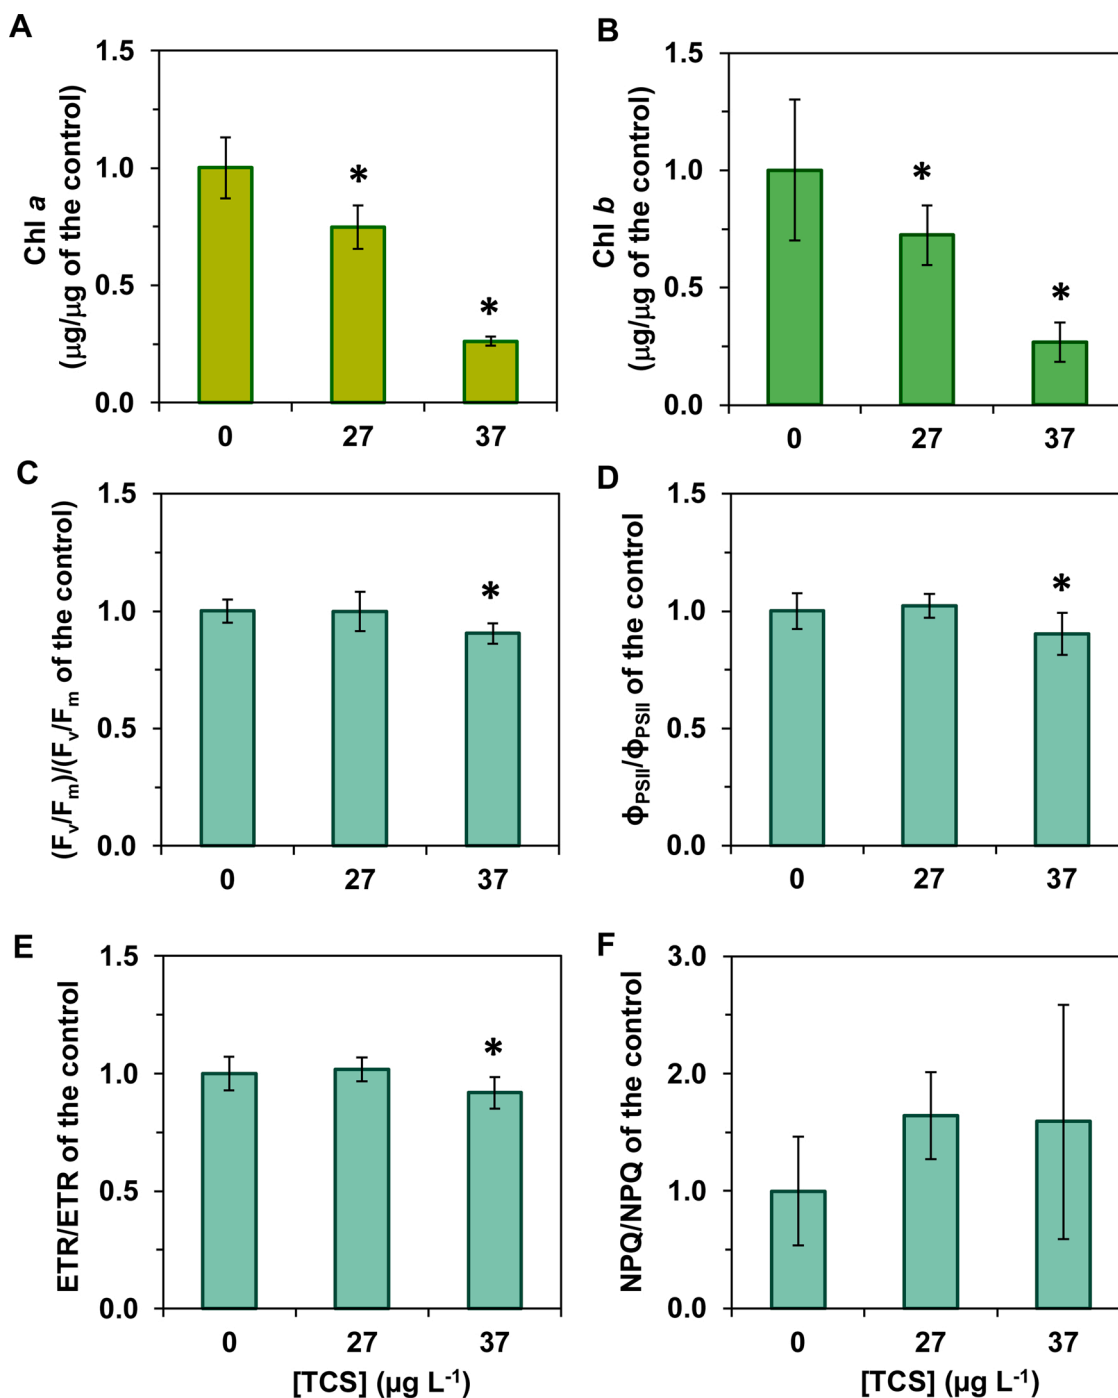 A
Chl a
(µg/µg of the control)
1.5
1.0
0.5
0.0
*
*
0 27 37
B
Chl b
(µg/µg of the control)
1.5
1.0
0.5
0.0
*
*
0 27 37
C
(Fv/Fm)/(Fv/Fm of the control)
1.5
1.0
0.5
0.0
*
0 27 37
D
ϕPSII/ϕPSII of the control
1.5
1.0
0.5
0.0
*
0 27 37
E
ETR/ETR of the control
1.5
1.0
0.5
0.0
*
0 27 37
[TCS] (µg L-1)
F
NPQ/NPQ of the control
3.0
2.0
1.0
0.0
0 27 37
[TCS] (µg L-1)